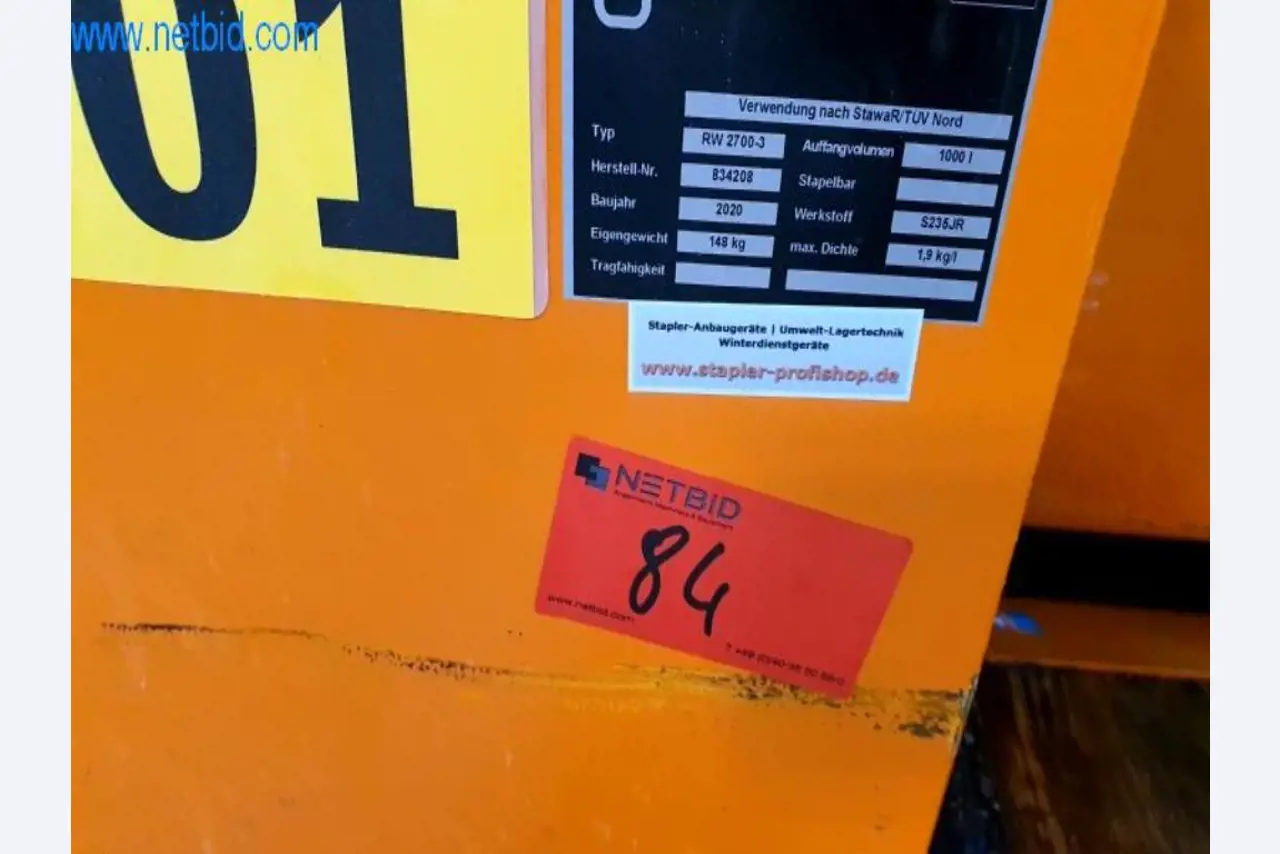 www.netbid.com
01
Verwendung nach StawaR/TÜV Nord
Typ RW 2700-3 Auffangvolumen 1000 l
Herstell-Nr. 834208 Stapelbar
Baujahr 2020 Werkstoff S235JR
Eigengewicht 148 kg max. Dichte 1,9 kg/l
Tragfähigkeit
Stapler-Anbaugeräte | Umwelt-Lagertechnik
Winterdienstgeräte
www.stapler-profishop.de
NETBID
84
www.netbid.com